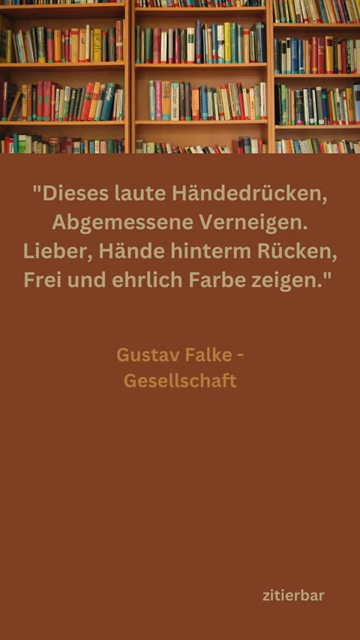 "Dieses laute Händedrücken,
Abgemessene Verneigen.
Lieber, Hände hinterm Rücken,
Frei und ehrlich Farbe zeigen."
Gustav Falke -
Gesellschaft
zitierbar